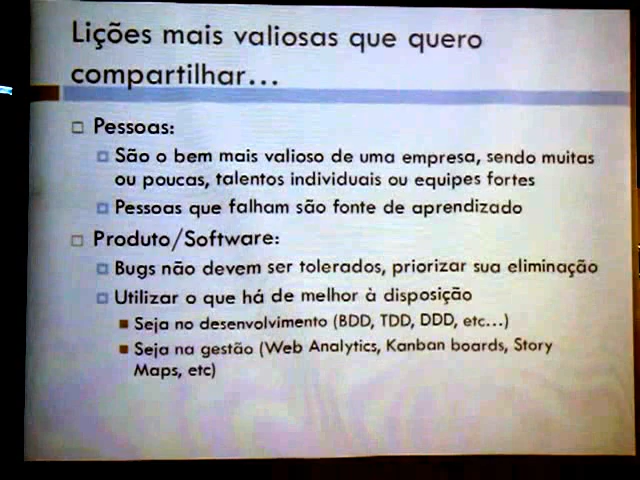 Lições mais valiosas que quero
compartilhar...
Pessoas:
São o bem mais valioso de uma empresa, sendo muitas
ou poucas, talentos individuais ou equipes fortes
Pessoas que falham são fonte de aprendizado
Produto/Software:
Bugs não devem ser tolerados, priorizar sua eliminação
Utilizar o que há de melhor à disposição
Seja no desenvolvimento (BDD, TDD, DDD, etc...)
Seja na gestão (Web Analytics, Kanban boards, Story
Maps, etc)